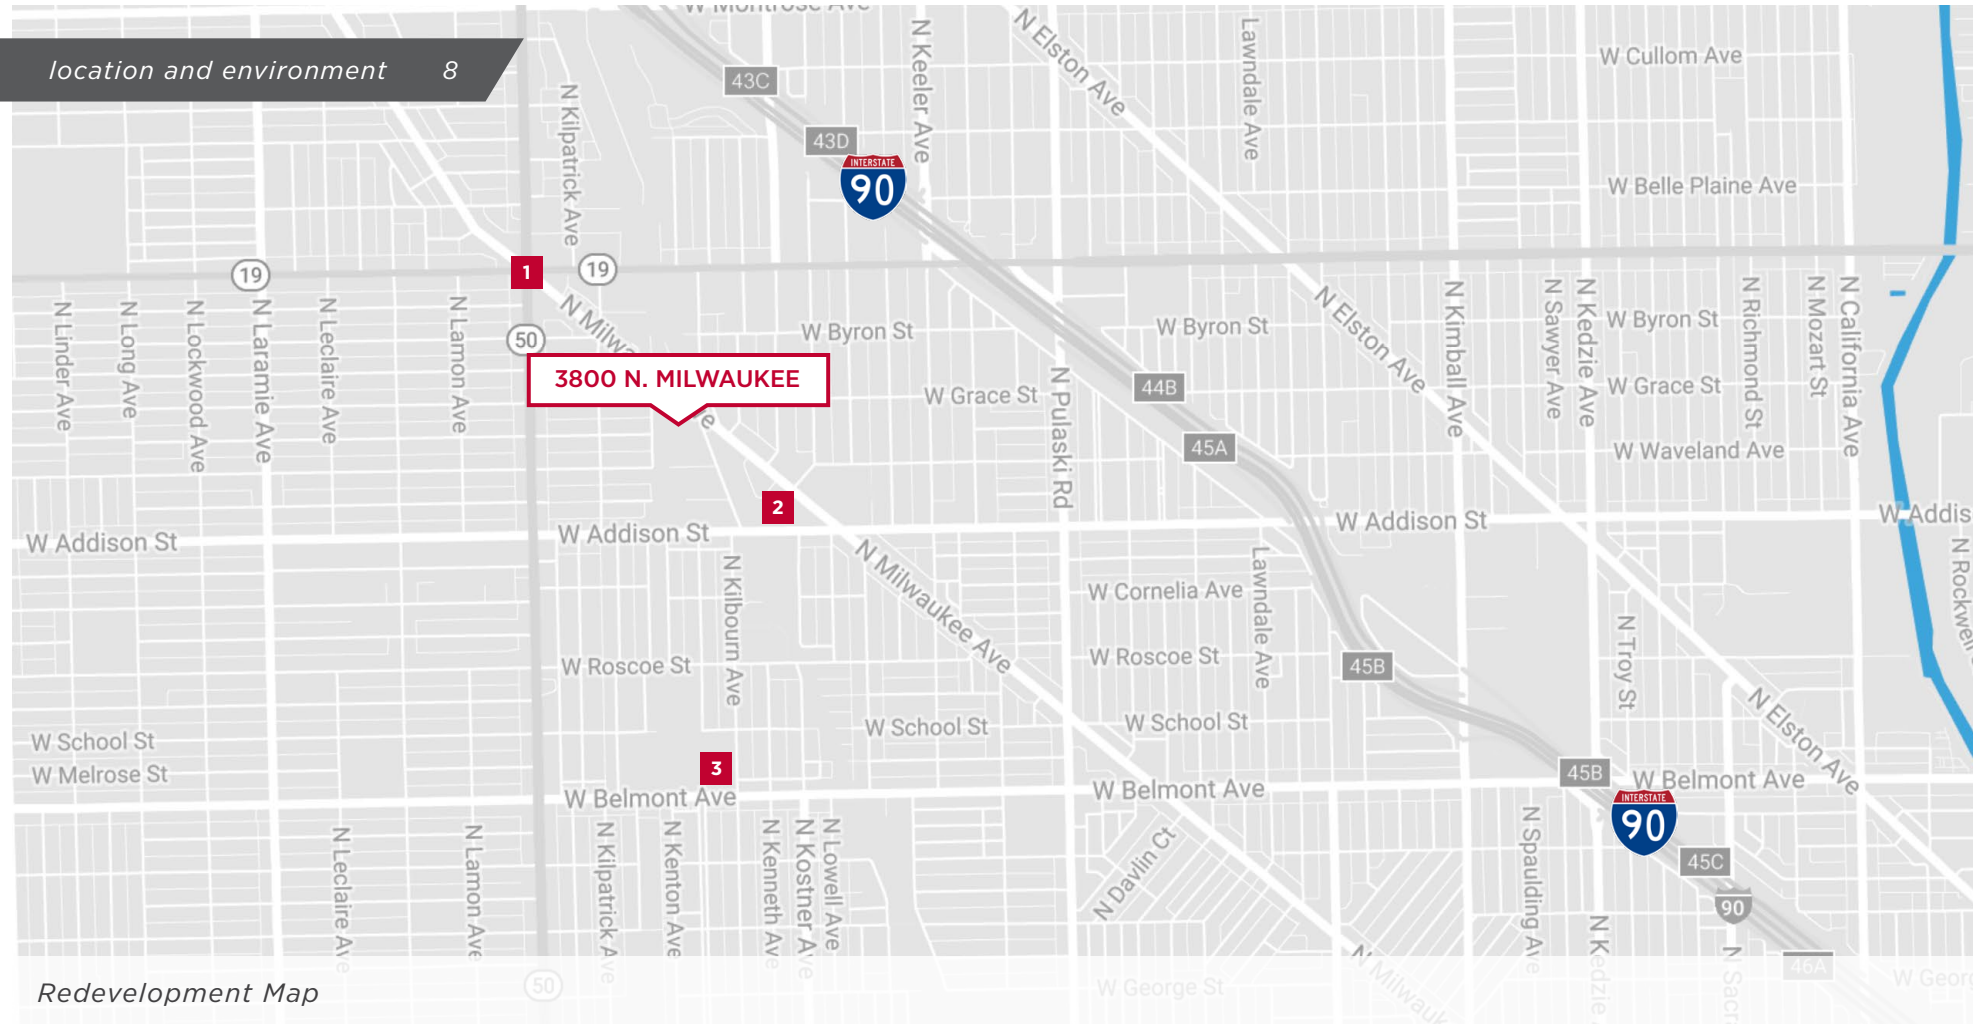 W Montrose Ave
location and environment 8
N Elston Ave
N Keeler Ave
Lawndale Ave
W Cullom Ave
43C
N Kilpatrick Ave
43D
INTERSTATE
90
W Belle Plaine Ave
1
19
19
N Linder Ave
N Long Ave
N Lockwood Ave
N Laramie Ave
N Leclaire Ave
N Lamon Ave
50
N Milw
3800 N. MILWAUKEE
e
W Byron St
W Byron St
N Elston Ave
N Kimball Ave
N Sawyer Ave
N Kedzie Ave
W Byron St
N Richmond St
N Mozart St
N California Ave
W Grace St
N Pulaski Rd
44B
W Grace St
45A
W Waveland Ave
2
W Addison St
W Addison St
W Addison St
W Addis
N Kilbourn Ave
N Milwaukee Ave
W Cornelia Ave
Lawndale Ave
N Rockwel
W Roscoe St
W Roscoe St
45B
N Troy St
W School St
W School St
W School St
N Elston Ave
W Melrose St
3
W Belmont Ave
W Belmont Ave
45B
W Belmont Ave
INTERSTATE
90
N Leclaire Ave
N Lamon Ave
N Kilpatrick Ave
N Kenton Ave
N Kenneth Ave
N Kostner Ave
N Lowell Ave
N Davlin Ct
N Spaulding Ave
45C
90
N Kedzie
N Sacr
N Milwauk
46A
Redevelopment Map
50
W George St
W Georg